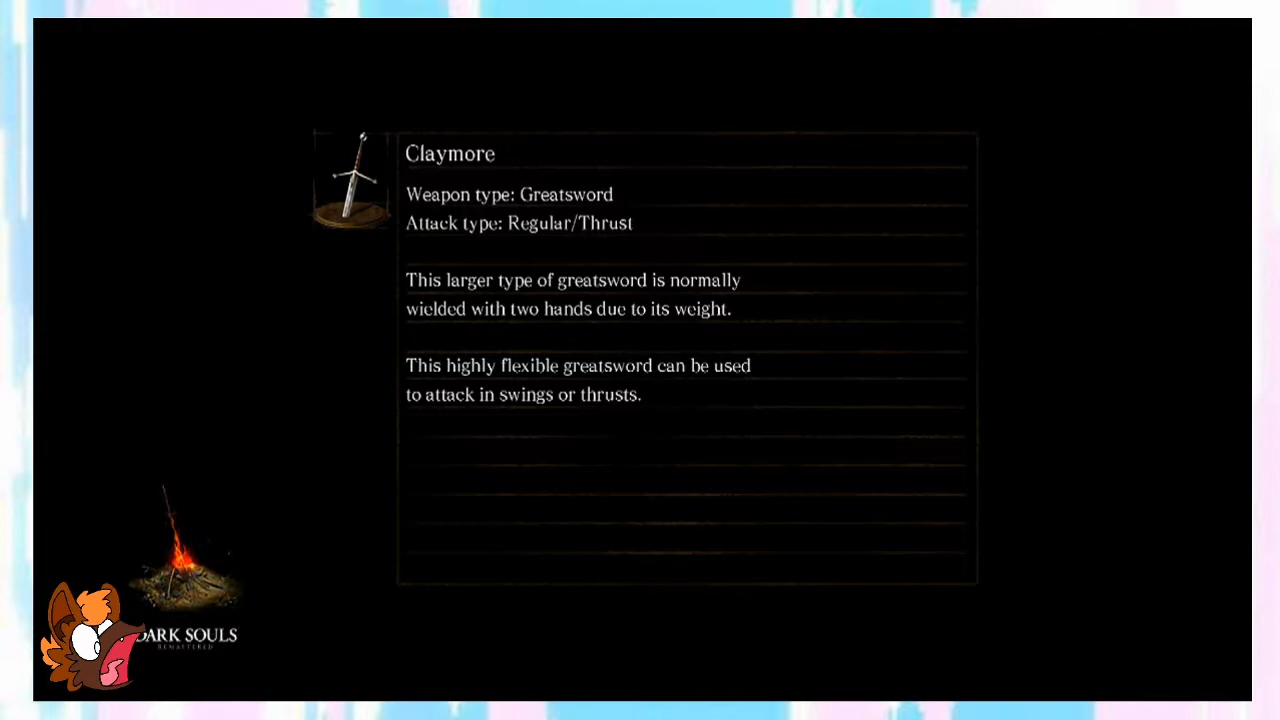 Claymore
Weapon type: Greatsword
Attack type: Regular/Thrust
This larger type of greatsword is normally
wielded with two hands due to its weight.
This highly flexible greatsword can be used
to attack in swings or thrusts.
DARK SOULS
REMASTERED